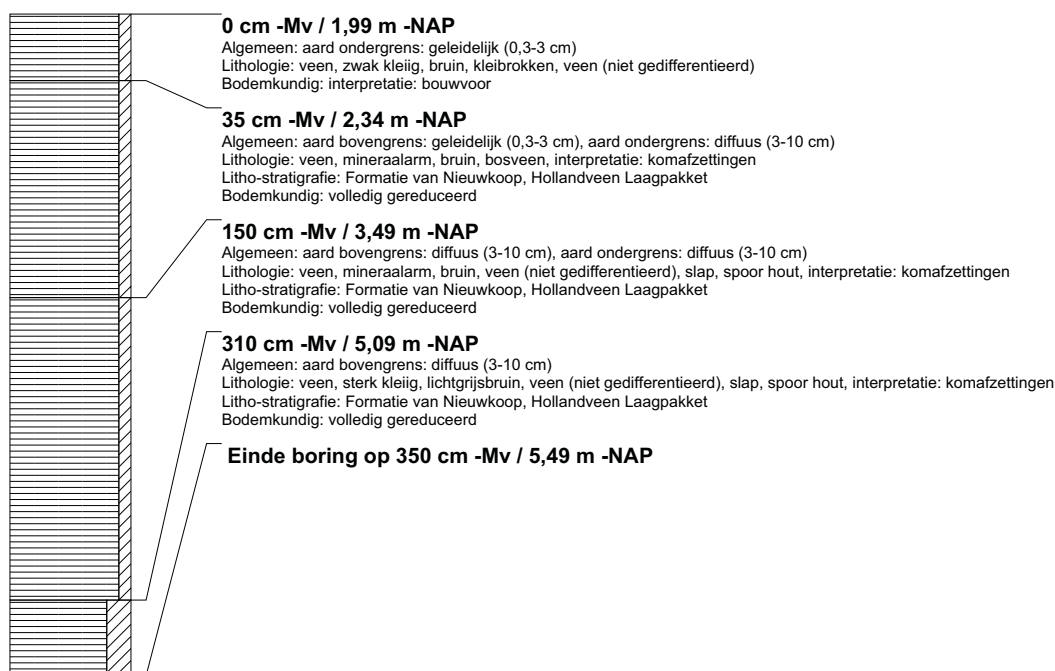 0 cm -Mv / 1,99 m -NAP
Algemeen: aard ondergrens: geleidelijk (0,3-3 cm)
Lithologie: veen, zwak kleiig, bruin, kleibrokken, veen (niet gedifferentieerd)
Bodemkundig: interpretatie: bouwvoor
35 cm -Mv / 2,34 m -NAP
Algemeen: aard bovengrens: geleidelijk (0,3-3 cm), aard ondergrens: diffuus (3-10 cm)
Lithologie: veen, mineraalarm, bruin, bosveen, interpretatie: komafzettingen
Litho-stratigrafie: Formatie van Nieuwkoop, Hollandveen Laagpakket
Bodemkundig: volledig gereduceerd
150 cm -Mv / 3,49 m -NAP
Algemeen: aard bovengrens: diffuus (3-10 cm), aard ondergrens: diffuus (3-10 cm)
Lithologie: veen, mineraalarm, bruin, veen (niet gedifferentieerd), slap, spoor hout, interpretatie: komafzettingen
Litho-stratigrafie: Formatie van Nieuwkoop, Hollandveen Laagpakket
Bodemkundig: volledig gereduceerd
310 cm -Mv / 5,09 m -NAP
Algemeen: aard bovengrens: diffuus (3-10 cm)
Lithologie: veen, sterk kleiig, lichtgrijsbruin, veen (niet gedifferentieerd), slap, spoor hout, interpretatie: komafzettingen
Litho-stratigrafie: Formatie van Nieuwkoop, Hollandveen Laagpakket
Bodemkundig: volledig gereduceerd
Einde boring op 350 cm -Mv / 5,49 m -NAP